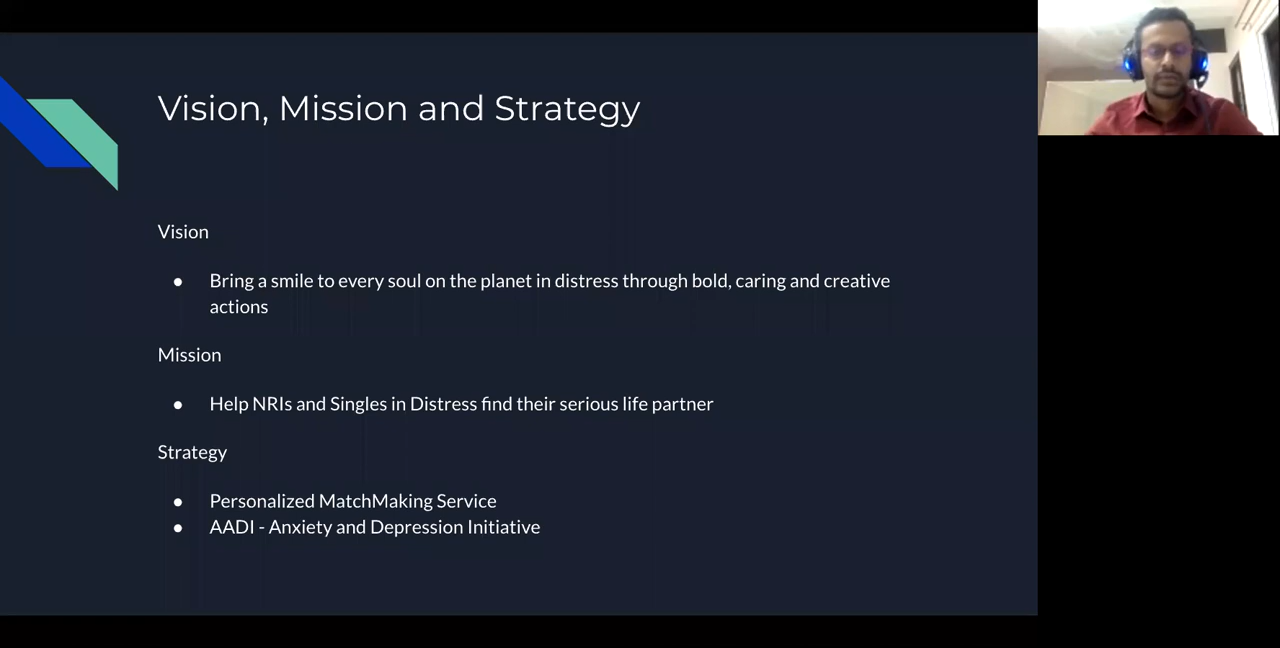 Vision, Mission and Strategy
Vision
● Bring a smile to every soul on the planet in distress through bold, caring and creative
actions
Mission
● Help NRIs and Singles in Distress find their serious life partner
Strategy
● Personalized MatchMaking Service
● AADI - Anxiety and Depression Initiative